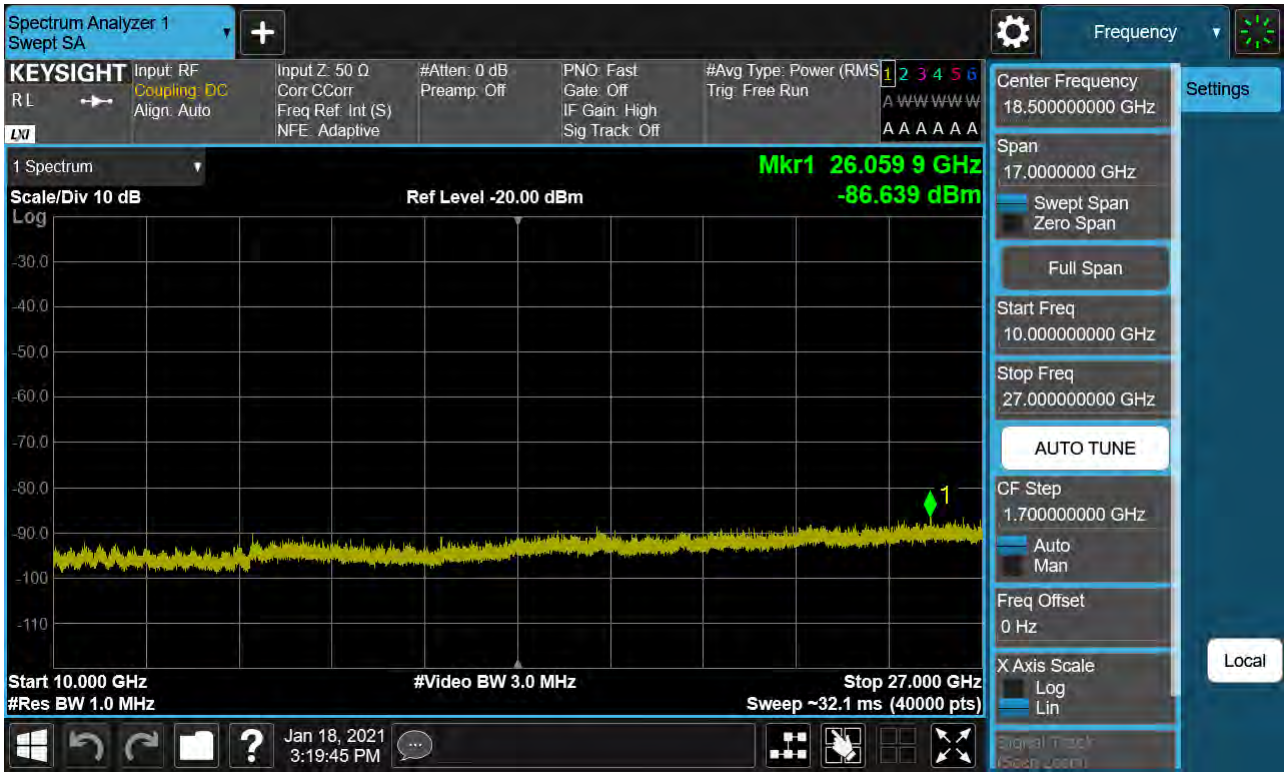 Spectrum Analyzer 1
Swept SA
+
Frequency
KEYSIGHT
RL
LXI
Input: RF
Coupling: DC
Align: Auto
Input Z: 50 Ω
Corr CCorr
Freq Ref: Int (S)
NFE: Adaptive
#Atten: 0 dB
Preamp: Off
PNO: Fast
Gate: Off
IF Gain: High
Sig Track: Off
#Avg Type: Power (RMS
Trig: Free Run
1 2 3 4 5 6
A W W W W W
A A A A A A
1 Spectrum
Scale/Div 10 dB
Log
Ref Level -20.00 dBm
Mkr1 26.059 9 GHz
-86.639 dBm
-30.0
-40.0
-50.0
-60.0
-70.0
-80.0
-90.0
-100
-110
1
Start 10.000 GHz
#Res BW 1.0 MHz
#Video BW 3.0 MHz
Stop 27.000 GHz
Sweep ~32.1 ms (40000 pts)
Center Frequency
18.500000000 GHz
Span
17.0000000 GHz
Swept Span
Zero Span
Full Span
Start Freq
10.000000000 GHz
Stop Freq
27.000000000 GHz
AUTO TUNE
CF Step
1.700000000 GHz
Auto
Man
Freq Offset
0 Hz
X Axis Scale
Log
Lin
Signal Track
(Span Zoom)
Settings
Local
?
Jan 18, 2021
3:19:45 PM